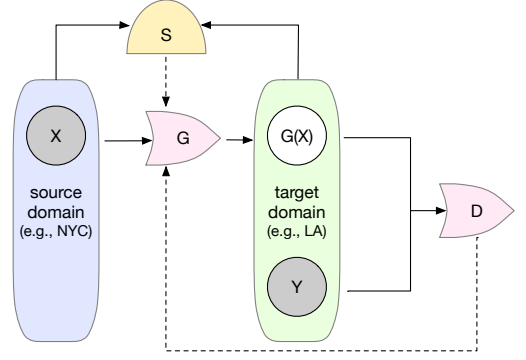 S
X
G
G(X)
source
domain
(e.g., NYC)
target
domain
(e.g., LA)
D
Y